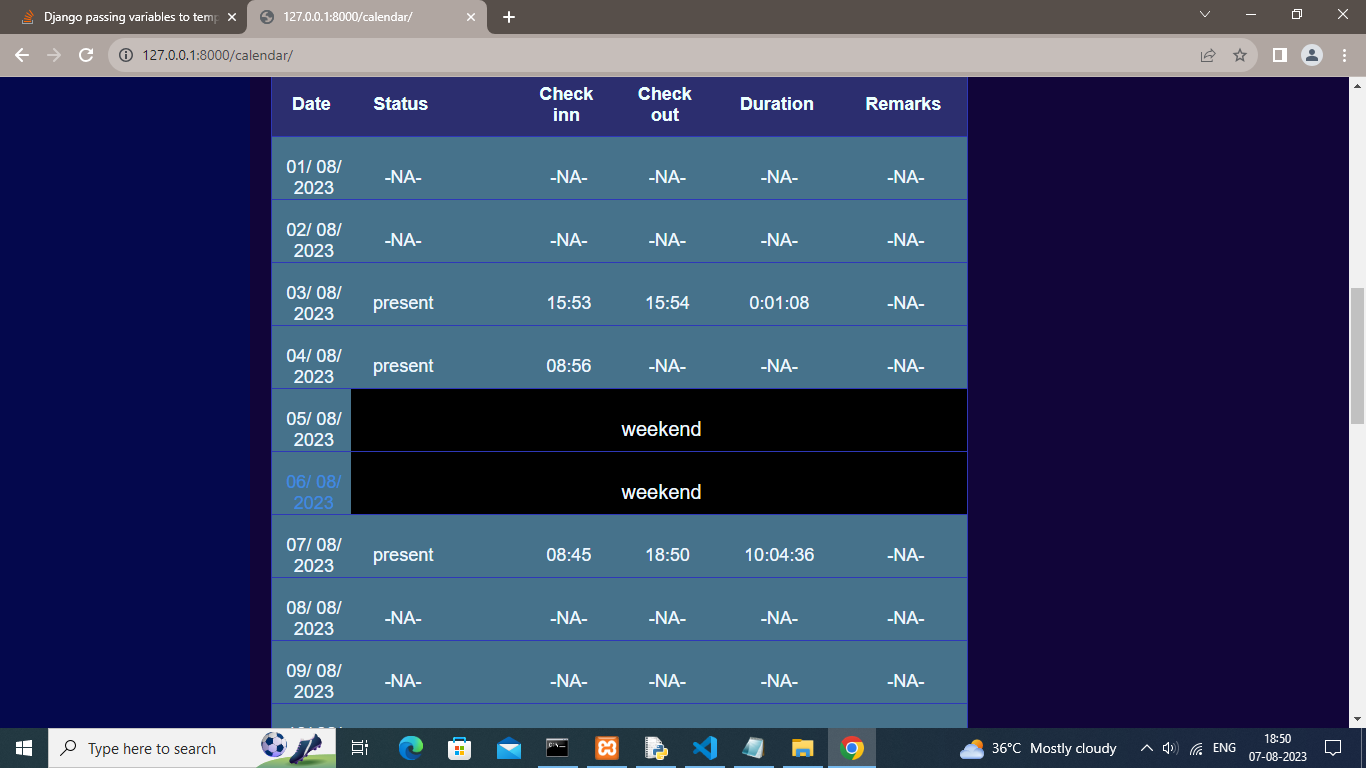 Django passing variables to temp
127.0.0.1:8000/calendar/
127.0.0.1:8000/calendar/
Date Status Check inn Check out Duration Remarks
01/ 08/ 2023 -NA- -NA- -NA- -NA- -NA-
02/ 08/ 2023 -NA- -NA- -NA- -NA- -NA-
03/ 08/ 2023 present 15:53 15:54 0:01:08 -NA-
04/ 08/ 2023 present 08:56 -NA- -NA- -NA-
05/ 08/ 2023 weekend
06/ 08/ 2023 weekend
07/ 08/ 2023 present 08:45 18:50 10:04:36 -NA-
08/ 08/ 2023 -NA- -NA- -NA- -NA- -NA-
09/ 08/ 2023 -NA- -NA- -NA- -NA- -NA-
Type here to search
36°C Mostly cloudy
ENG
18:50
07-08-2023